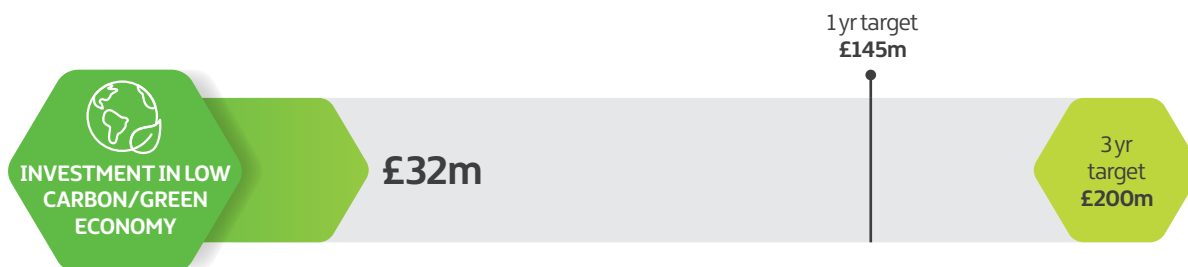 1 yr target
£145m
INVESTMENT IN LOW
CARBON/GREEN
ECONOMY
£32m
3 yr
target
£200m